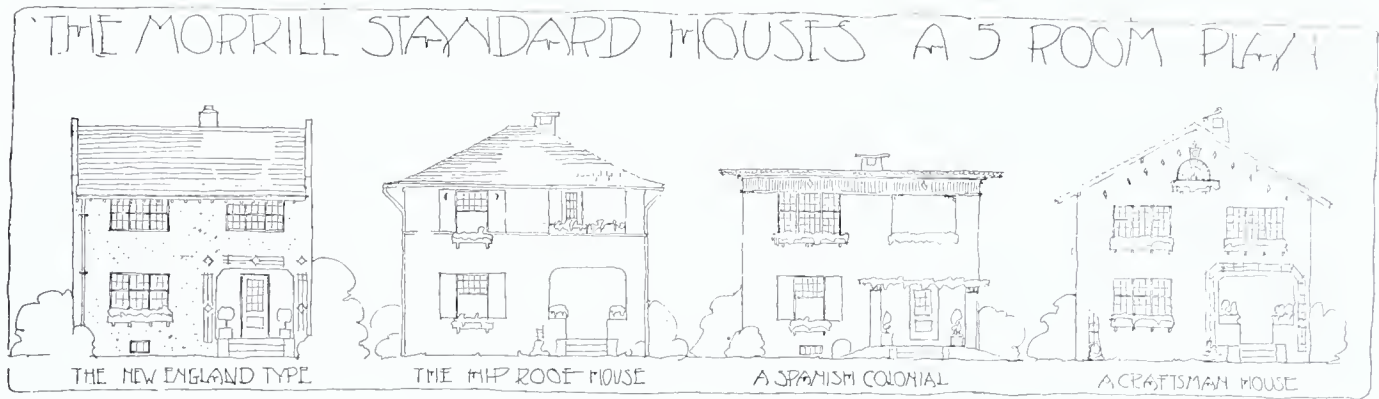 THE MORRILL STANDARD HOUSES A 5 ROOM PLAN
THE NEW ENGLAND TYPE
THE HIP ROOF HOUSE
A SPANISH COLONIAL
A CRAFTSMAN HOUSE